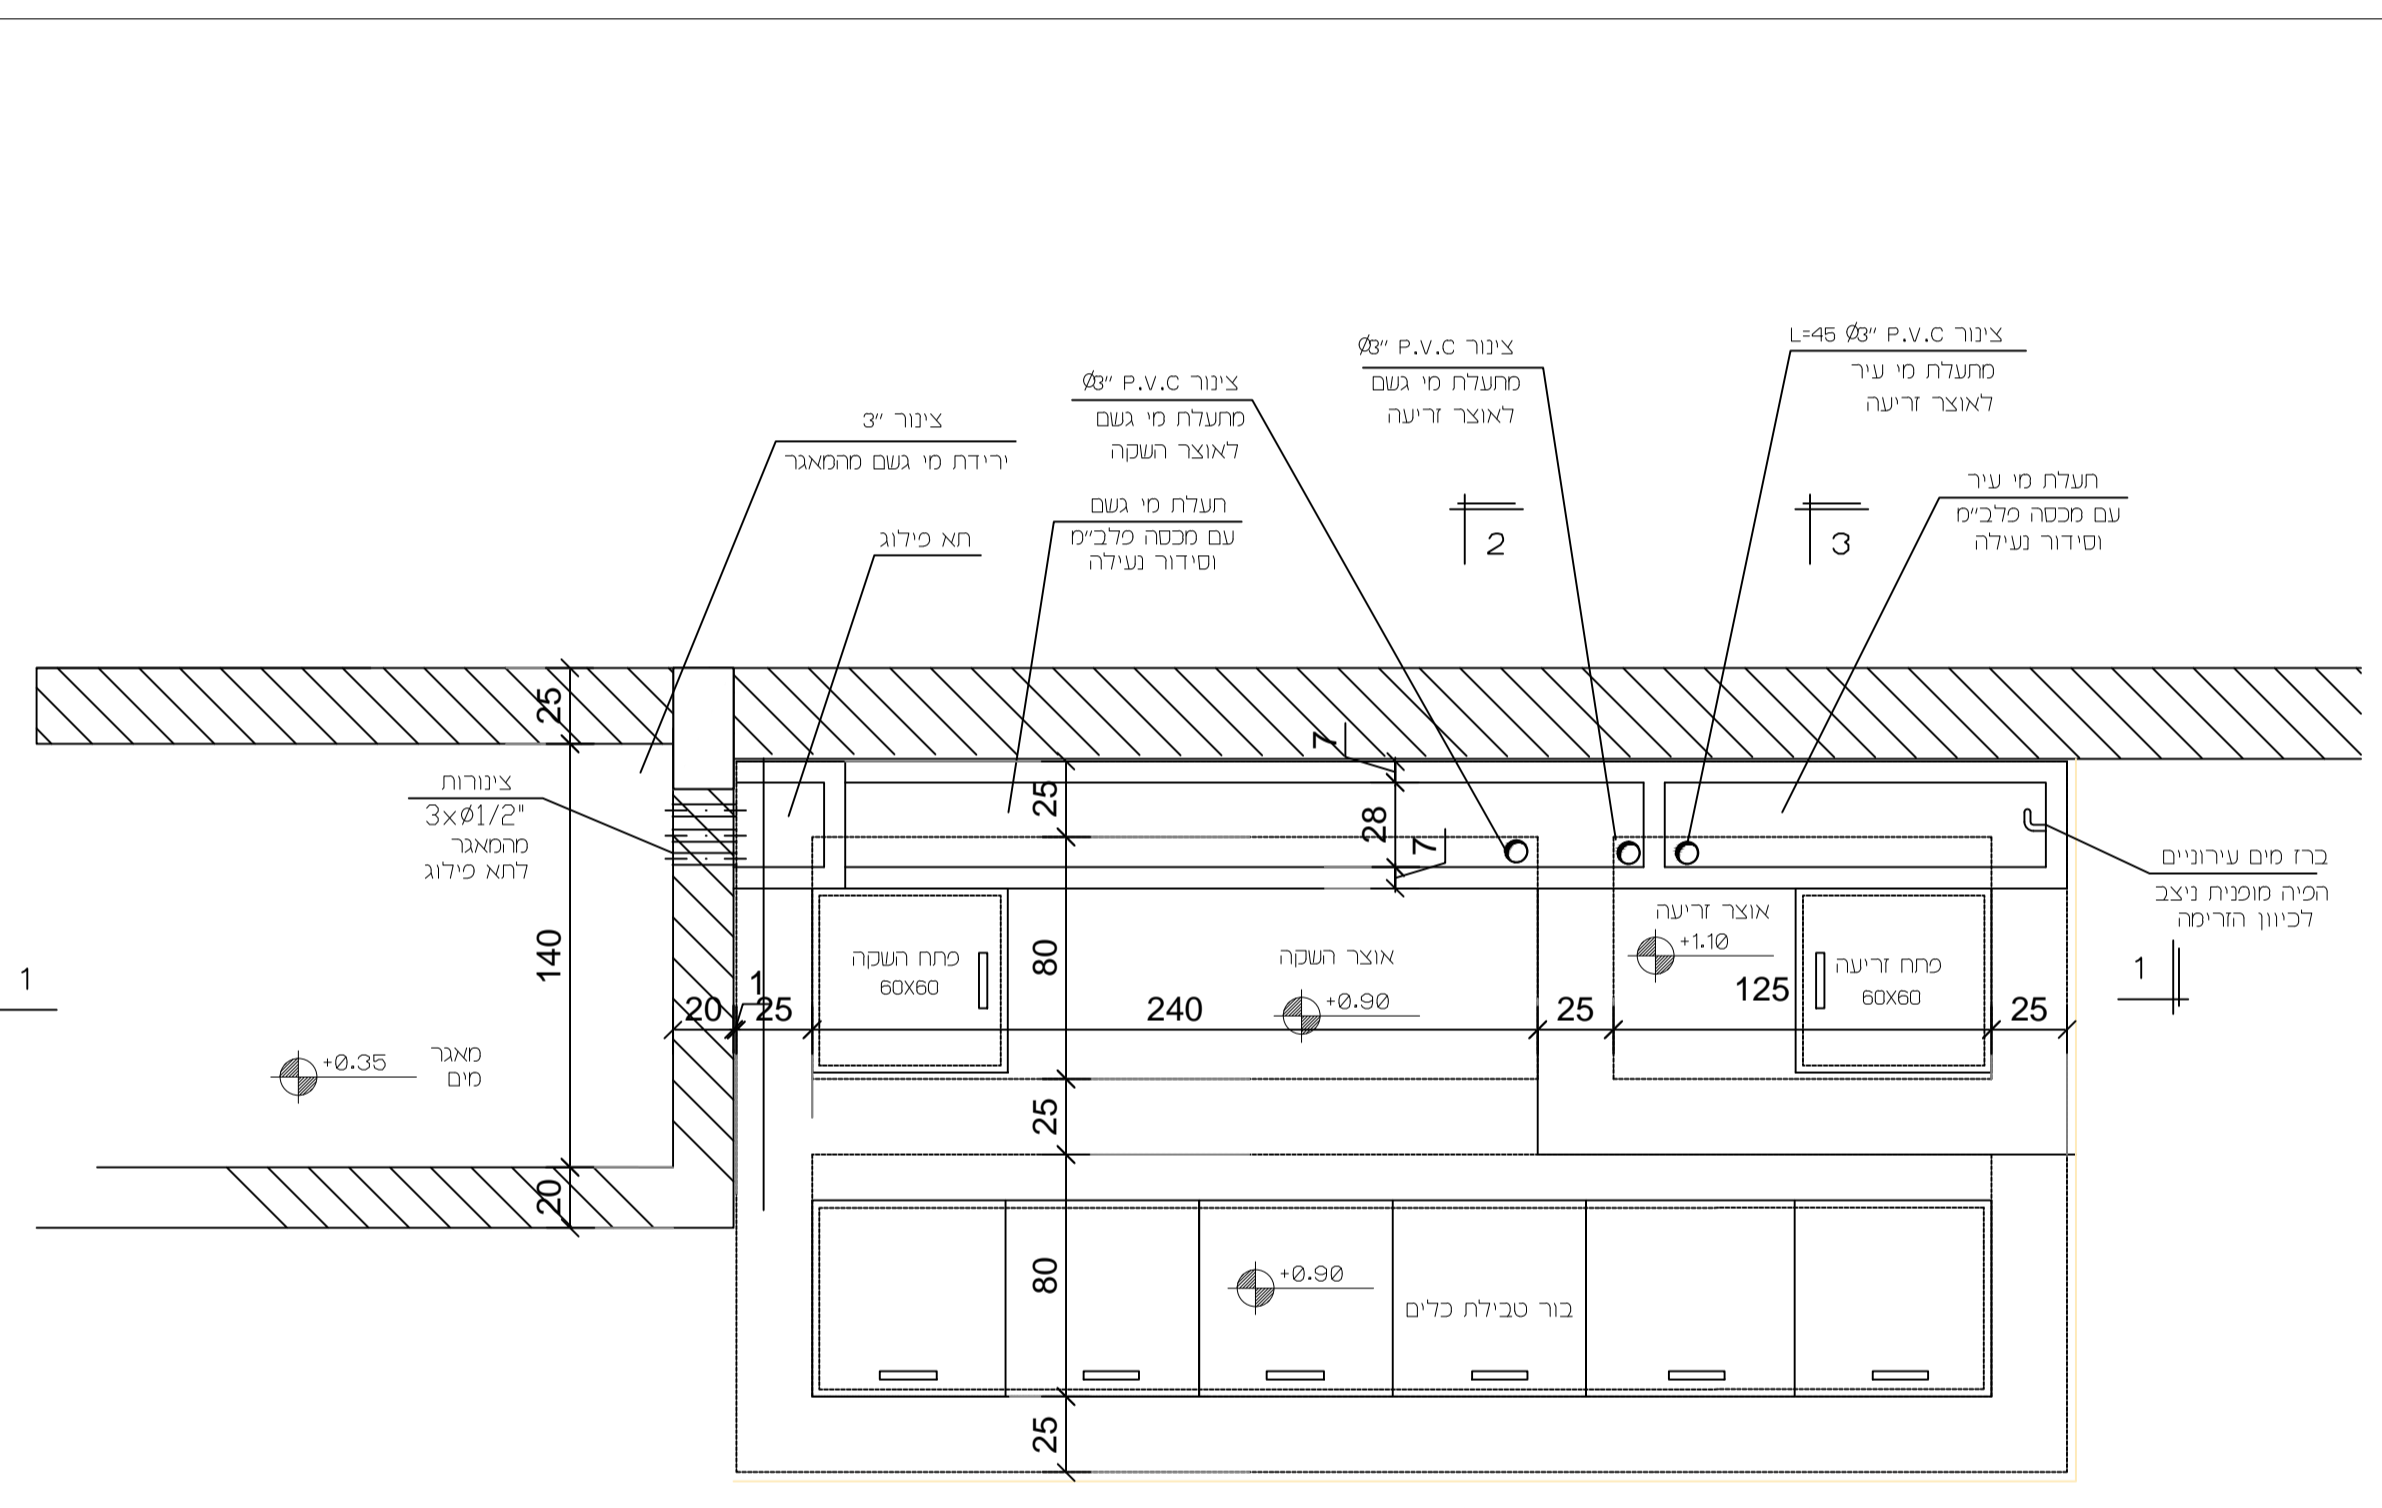 צינור P.V.C "3Ø L=45
מתעלת מי עיר
לאוצר זריעה
צינור P.V.C "3Ø
מתעלת מי גשם
לאוצר זריעה
צינור P.V.C "3Ø
מתעלת מי גשם
לאוצר השקה
צינור "3
ירידת מי גשם מהמאגר
תעלת מי עיר
עם מכסה פלב"מ
וסידור נעילה
תעלת מי גשם
עם מכסה פלב"מ
וסידור נעילה
תא פילוג
3
2
25
7
צינורות
3xø1/2"
מהמאגר
לתא פילוג
25
28
7
ברז מים עירוניים
הפיה מופנית ניצב
לכיוון הזרימה
אוצר זריעה
+1.10
פתח זריעה
60X60
אוצר השקה
+0.90
פתח השקה
60X60
140
80
1
1
1
20
25
240
25
125
25
מאגר
מים
+0.35
25
20
80
+0.90
בור טבילת כלים
25